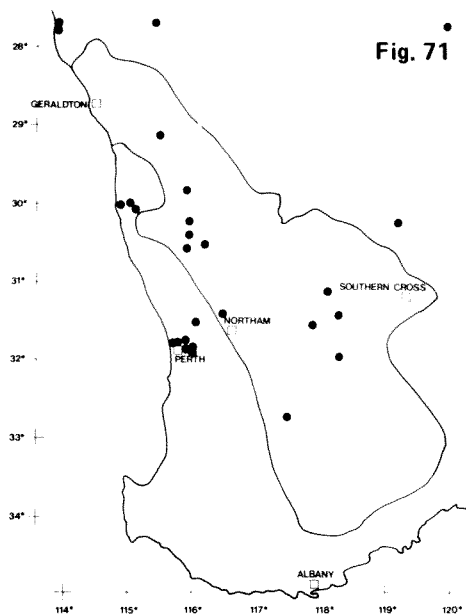 Fig. 71
28°
GERALDTON
29°
30°
31°
SOUTHERN CROSS
NORTHAM
32°
PERTH
33°
34°
ALBANY
114° 115° 116° 117° 118° 119° 120°